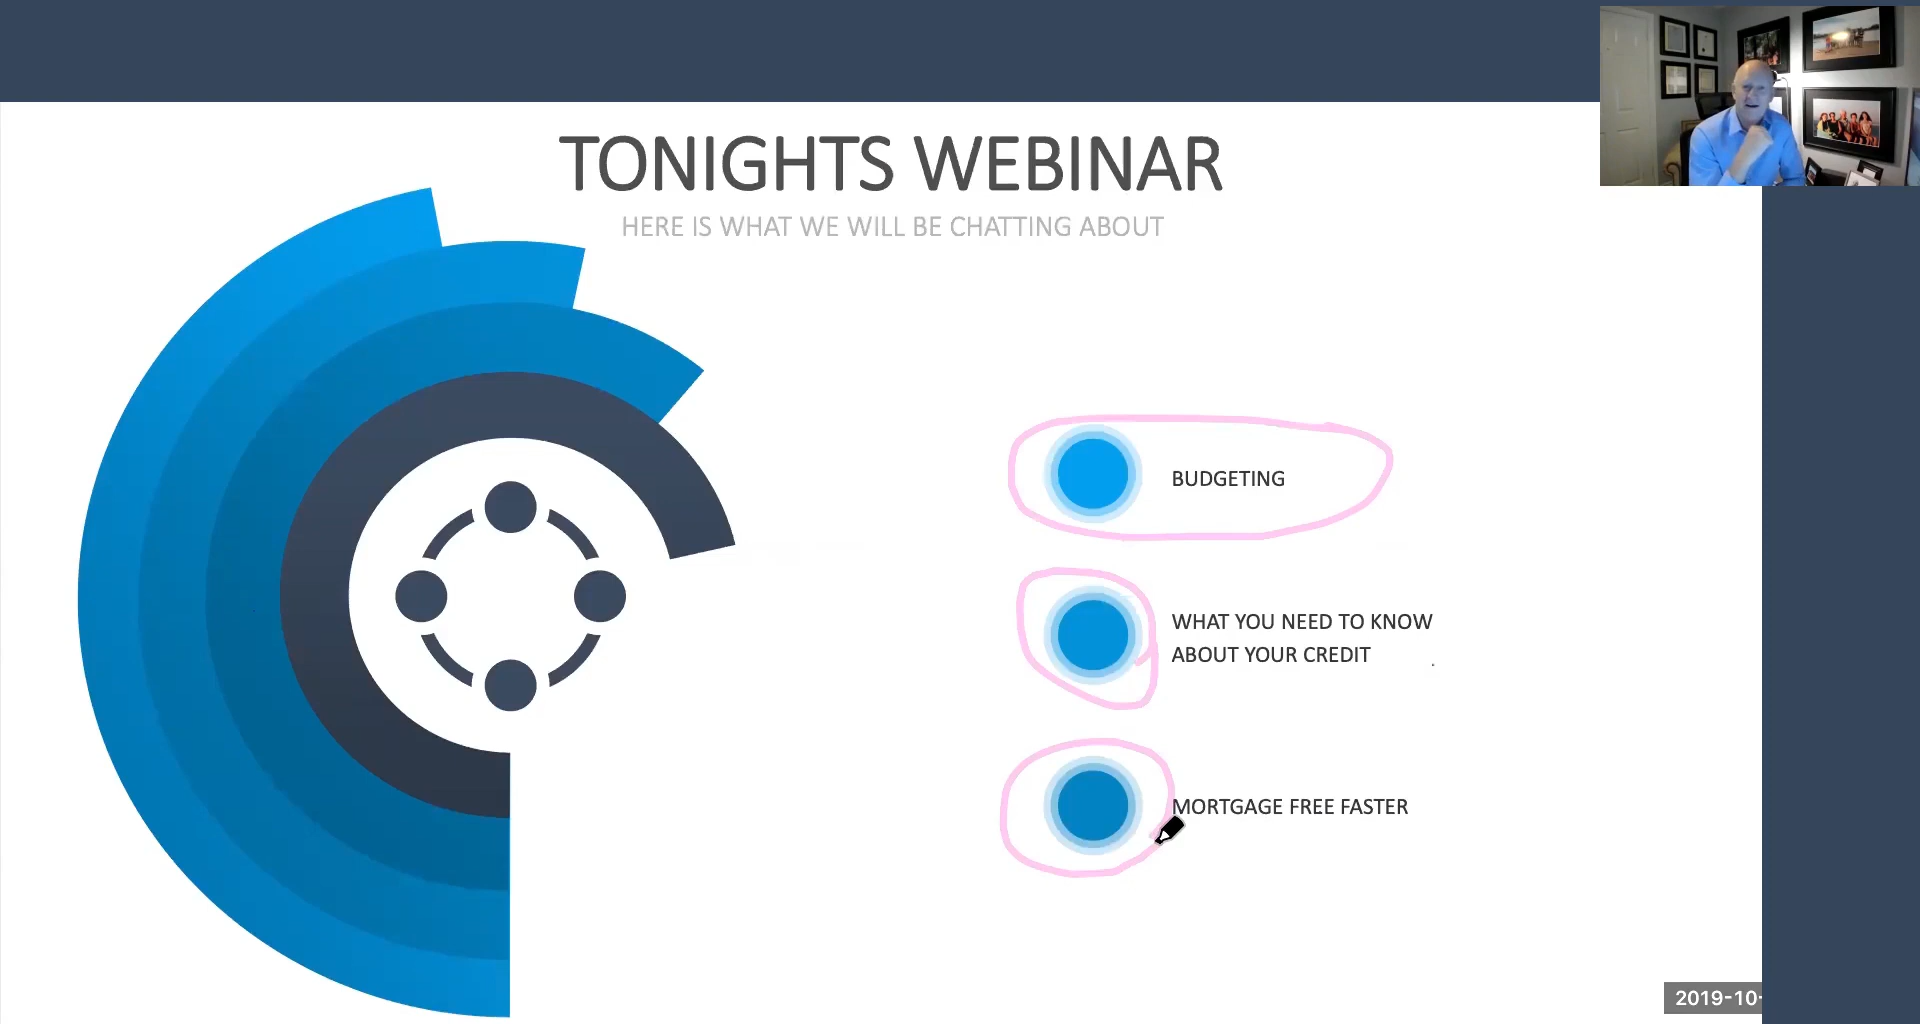 TONIGHTS WEBINAR
HERE IS WHAT WE WILL BE CHATTING ABOUT
BUDGETING
WHAT YOU NEED TO KNOW
ABOUT YOUR CREDIT
MORTGAGE FREE FASTER
2019-10-